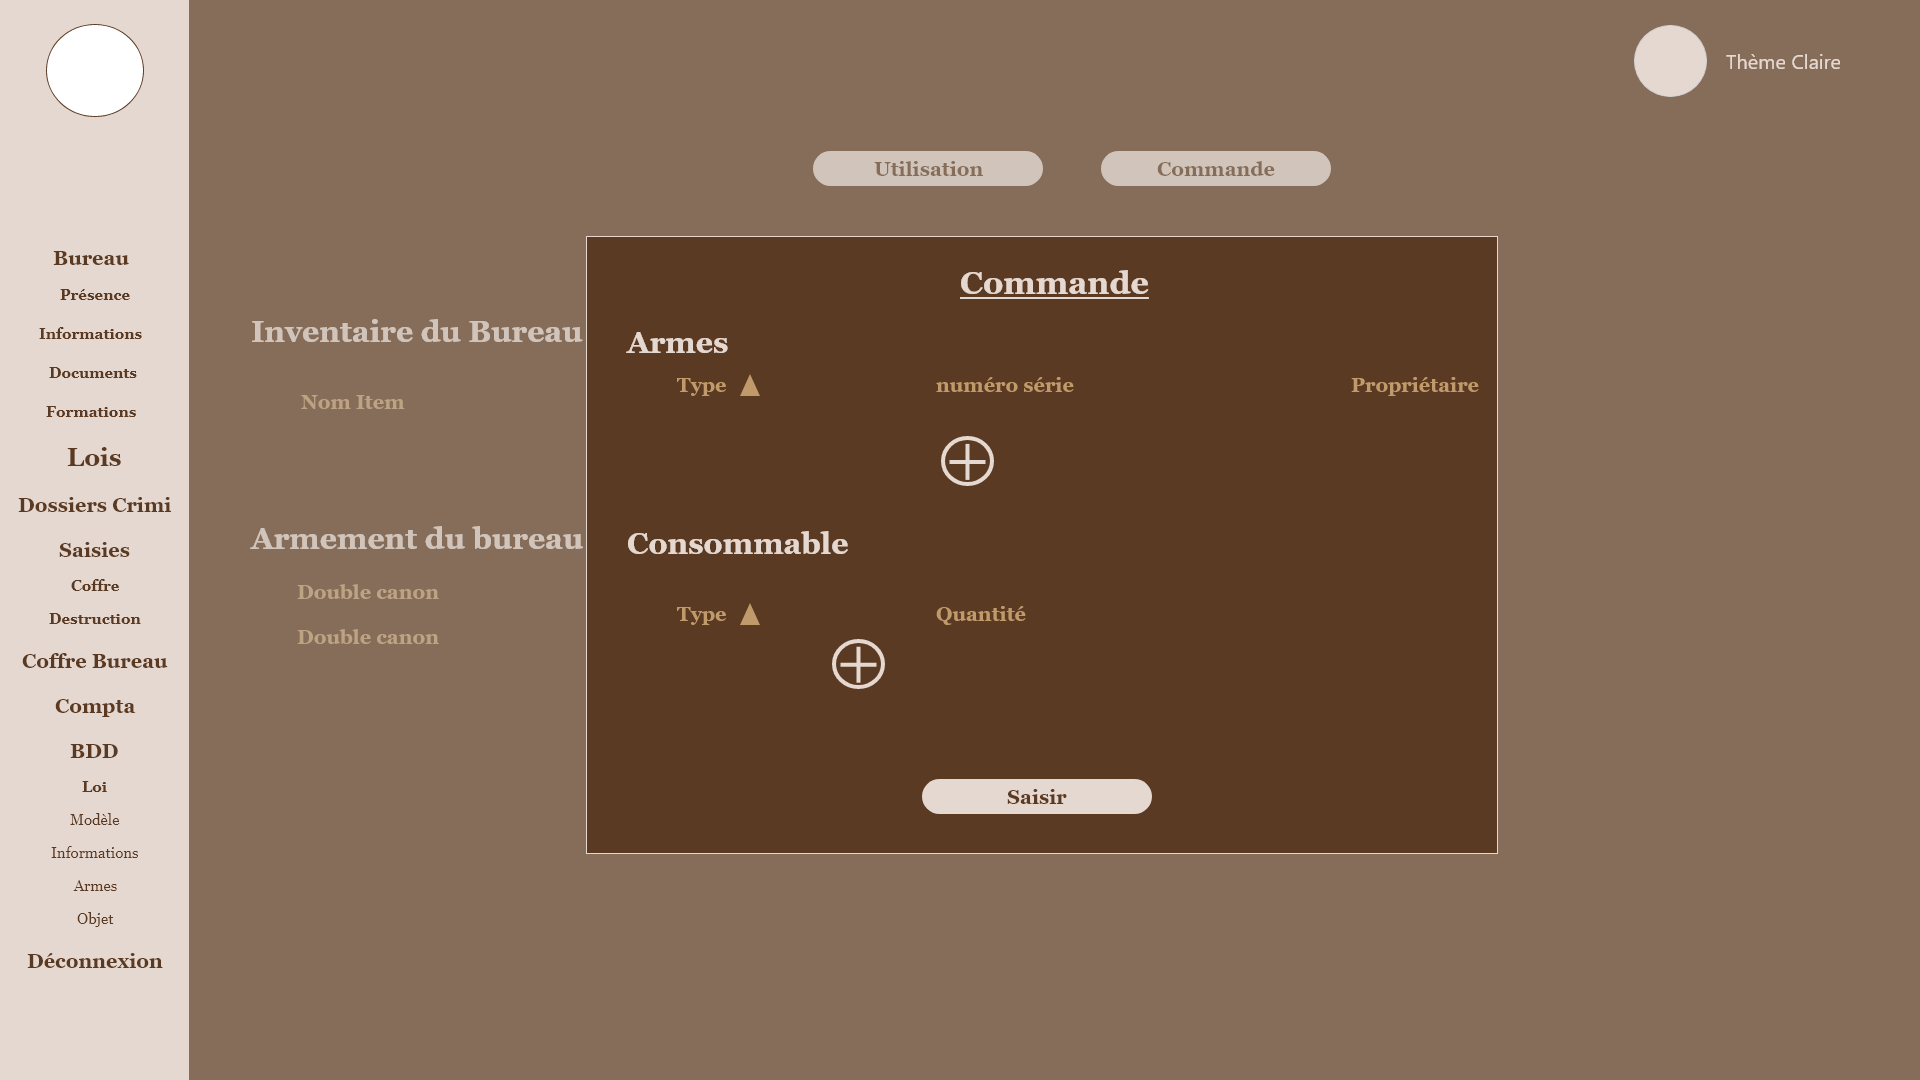 Thème Claire
Utilisation
Commande
Bureau
Présence
Informations
Documents
Formations
Lois
Dossiers Crimi
Saisies
Coffre
Destruction
Coffre Bureau
Compta
BDD
Loi
Modèle
Informations
Armes
Objet
Déconnexion
Inventaire du Bureau
Nom Item
Armement du bureau
Double canon
Double canon
Commande
Armes
Type numéro série Propriétaire
Consommable
Type Quantité
Saisir